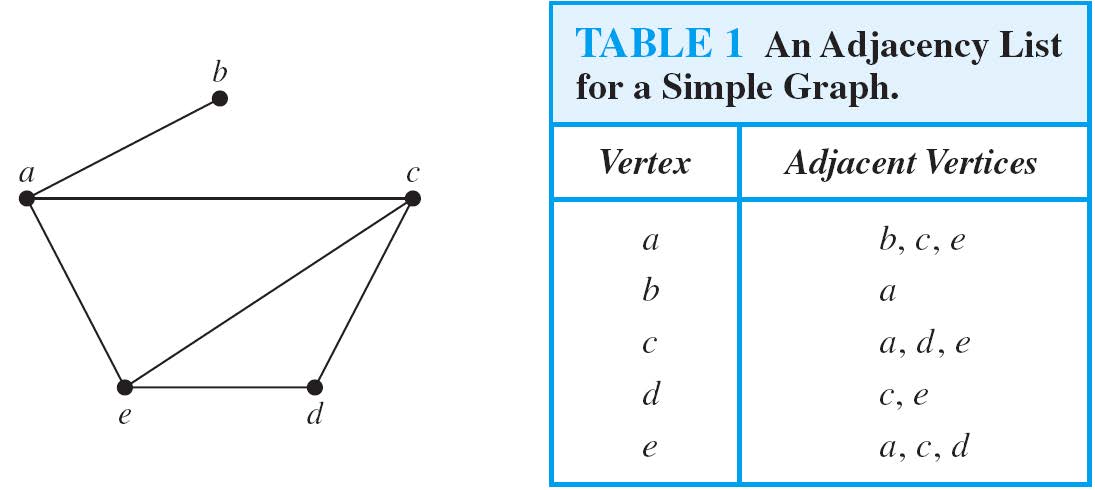 b
a
c
e
d
TABLE 1 An Adjacency List
for a Simple Graph.
Vertex Adjacent Vertices
a b, c, e
b a
c a, d, e
d c, e
e a, c, d